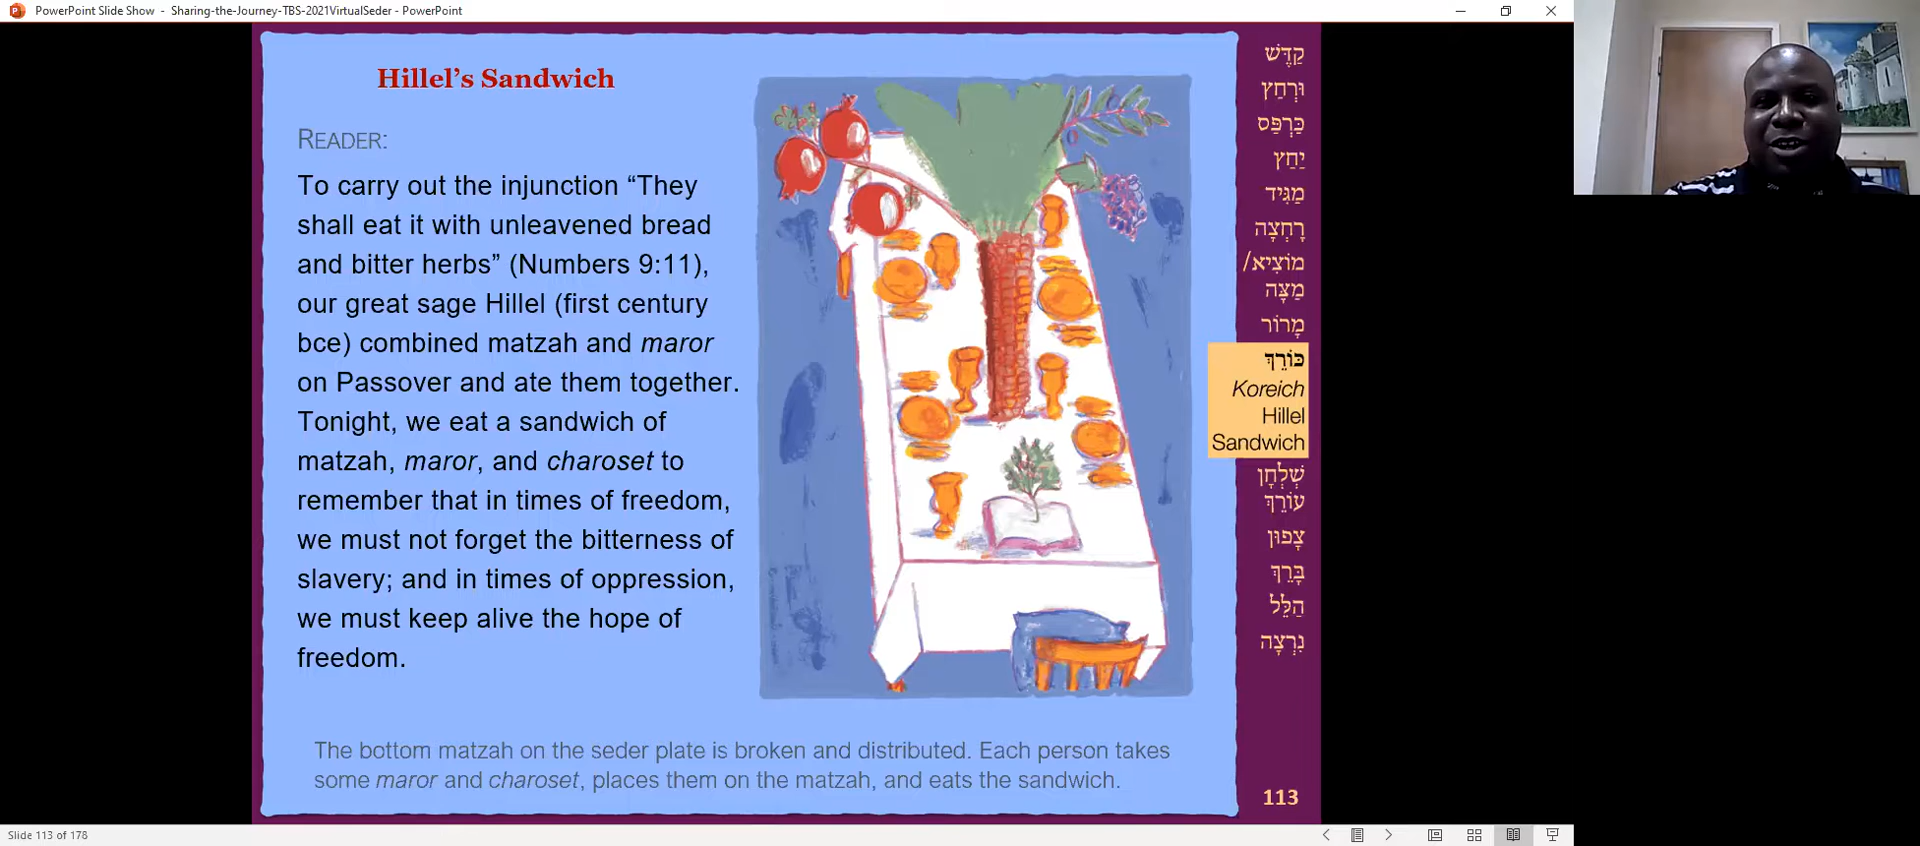 PowerPoint Slide Show - Sharing-the-Journey-TBS-2021VirtualSeder - PowerPoint
Hillel’s Sandwich
READER:
To carry out the injunction “They
shall eat it with unleavened bread
and bitter herbs” (Numbers 9:11),
our great sage Hillel (first century
bce) combined matzah and maror
on Passover and ate them together.
Tonight, we eat a sandwich of
matzah, maror, and charoset to
remember that in times of freedom,
we must not forget the bitterness of
slavery; and in times of oppression,
we must keep alive the hope of
freedom.
The bottom matzah on the seder plate is broken and distributed. Each person takes
some maror and charoset, places them on the matzah, and eats the sandwich.
קַדֵּשׁ
וּרְחַץ
כַּרְפַּס
יַחַץ
מַגִּיד
רָחְצָה
מוֹצִיא/
מַצָּה
מָרוֹר
כּוֹרֵךְ
Koreich
Hillel
Sandwich
שֻׁלְחָן
עוֹרֵךְ
צָפוּן
בָּרֵךְ
הַלֵּל
נִרְצָה
113
Slide 113 of 178